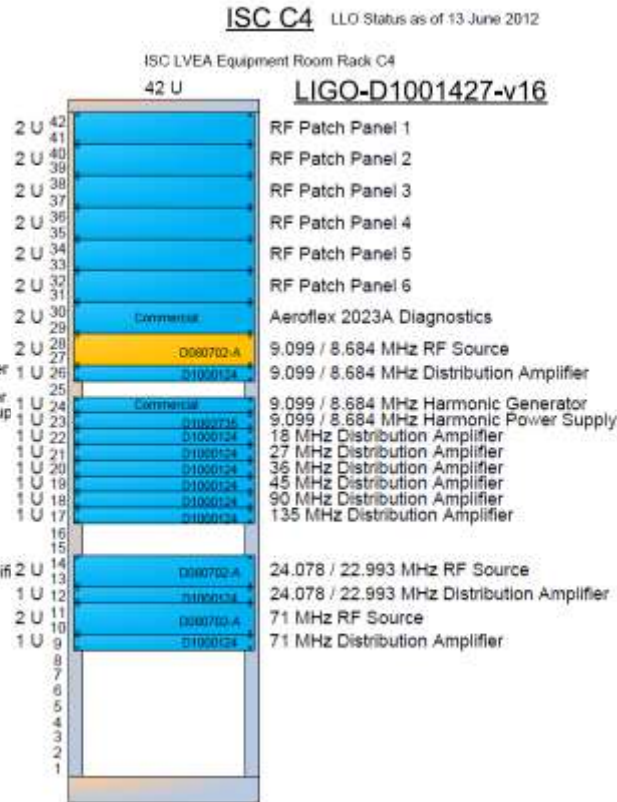 ISC C4 LLO Status as of 13 June 2012
ISC LVEA Equipment Room Rack C4
42 U
LIGO-D1001427-v16
2 U 42 RF Patch Panel 1
41
2 U 40 RF Patch Panel 2
39
2 U 38 RF Patch Panel 3
37
2 U 36 RF Patch Panel 4
35
2 U 34 RF Patch Panel 5
33
2 U 32 RF Patch Panel 6
31
2 U 30 Commercial Aeroflex 2023A Diagnostics
29
2 U 28 D080702-A 9.099 / 8.684 MHz RF Source
27
1 U 26 D1000124 9.099 / 8.684 MHz Distribution Amplifier
25
1 U 24 Commercial 9.099 / 8.684 MHz Harmonic Generator
1 U 23 D1002735 9.099 / 8.684 MHz Harmonic Power Supply
1 U 22 D1000124 18 MHz Distribution Amplifier
1 U 21 D1000124 27 MHz Distribution Amplifier
1 U 20 D1000124 36 MHz Distribution Amplifier
1 U 19 D1000124 45 MHz Distribution Amplifier
1 U 18 D1000124 90 MHz Distribution Amplifier
1 U 17 D1000124 135 MHz Distribution Amplifier
16
15
2 U 14 D080702-A 24.078 / 22.993 MHz RF Source
13
1 U 12 D1000124 24.078 / 22.993 MHz Distribution Amplifier
2 U 11 D080702-A 71 MHz RF Source
10
1 U 9 D1000124 71 MHz Distribution Amplifier
8
7
6
5
4
3
2
1